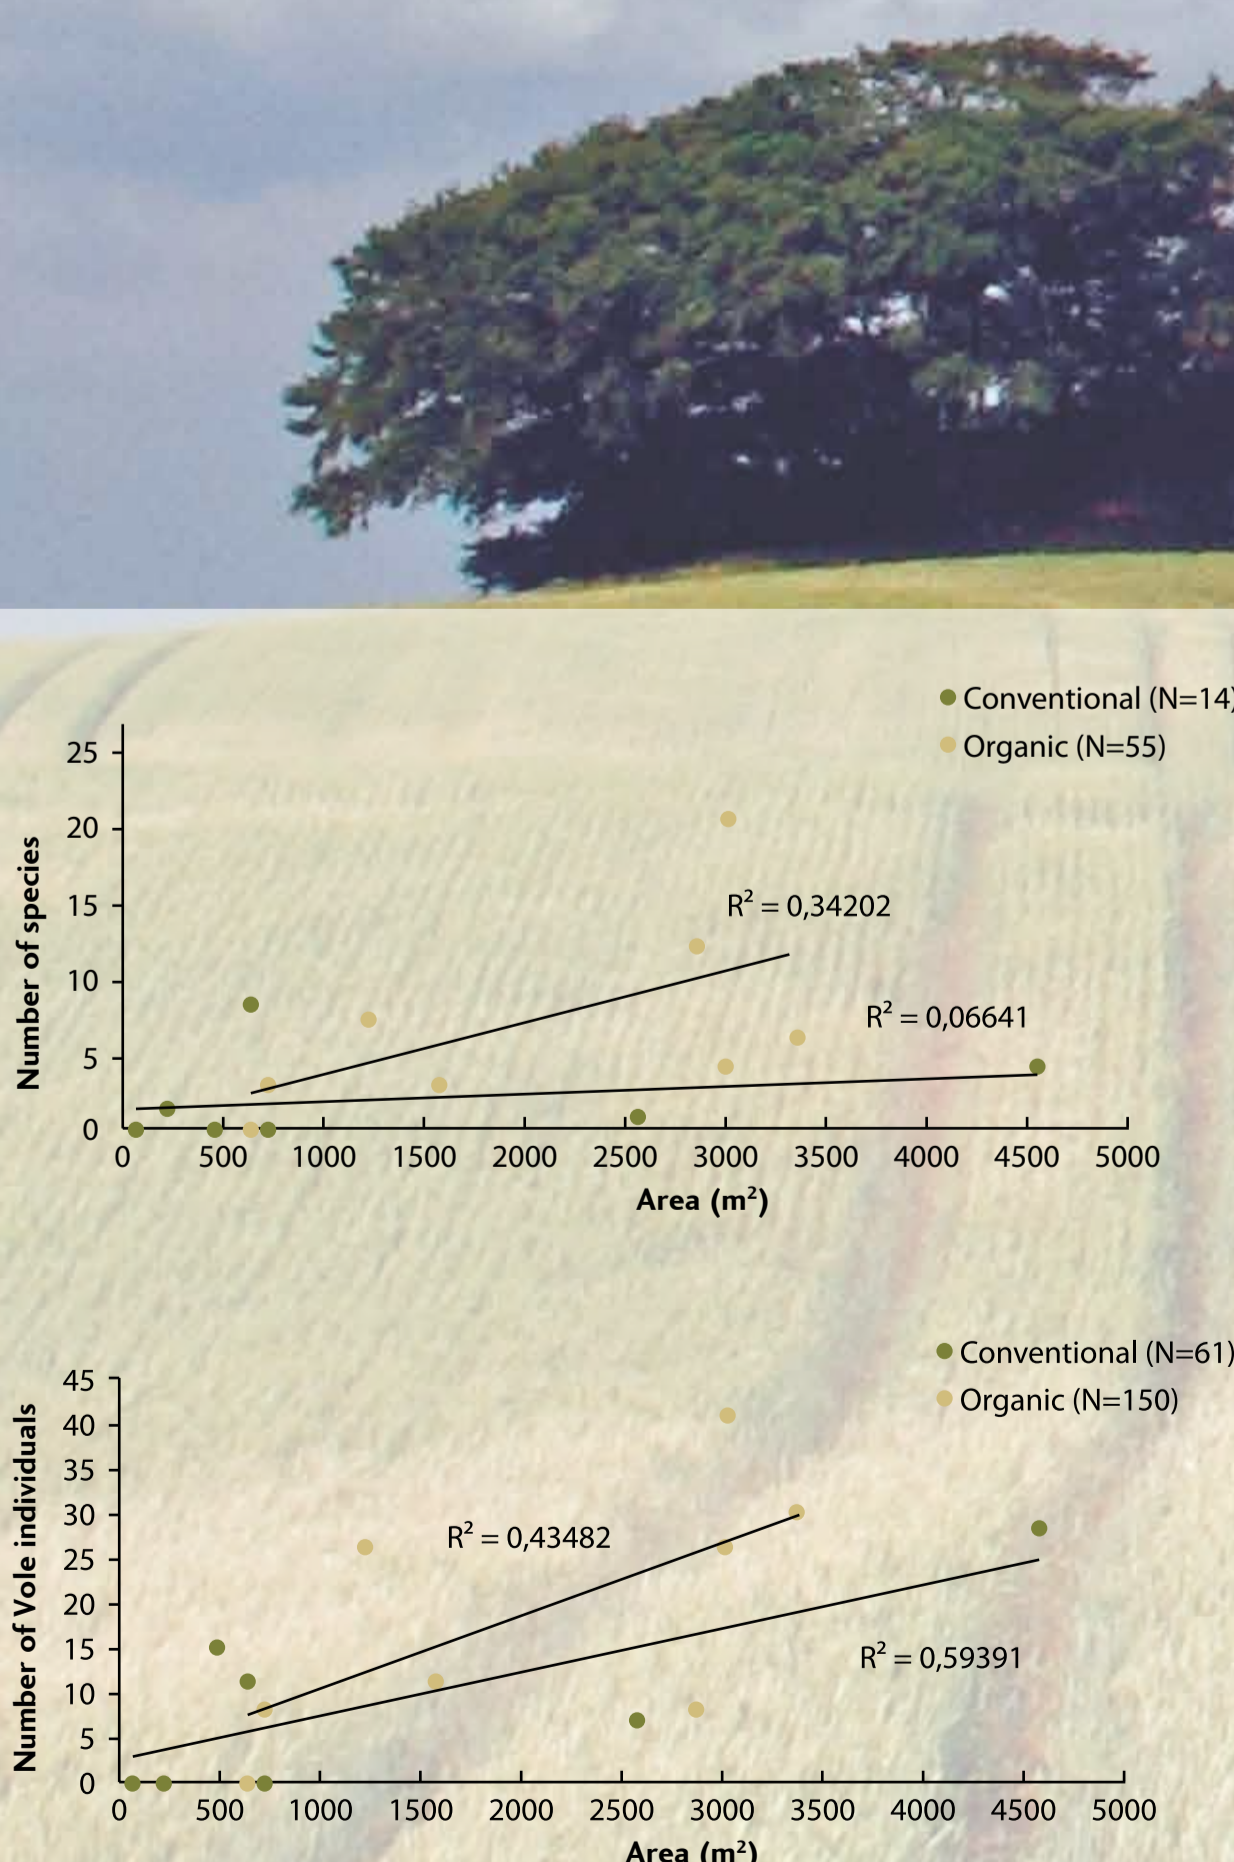 Conventional (N=14)
Organic (N=55)
Number of species
25
20
15
10
5
0
R² = 0,34202
R² = 0,06641
0 500 1000 1500 2000 2500 3000 3500 4000 4500 5000
Area (m²)
Conventional (N=61)
Organic (N=150)
Number of Vole individuals
45
40
35
30
25
20
15
10
5
0
R² = 0,43482
R² = 0,59391
0 500 1000 1500 2000 2500 3000 3500 4000 4500 5000
Area (m²)